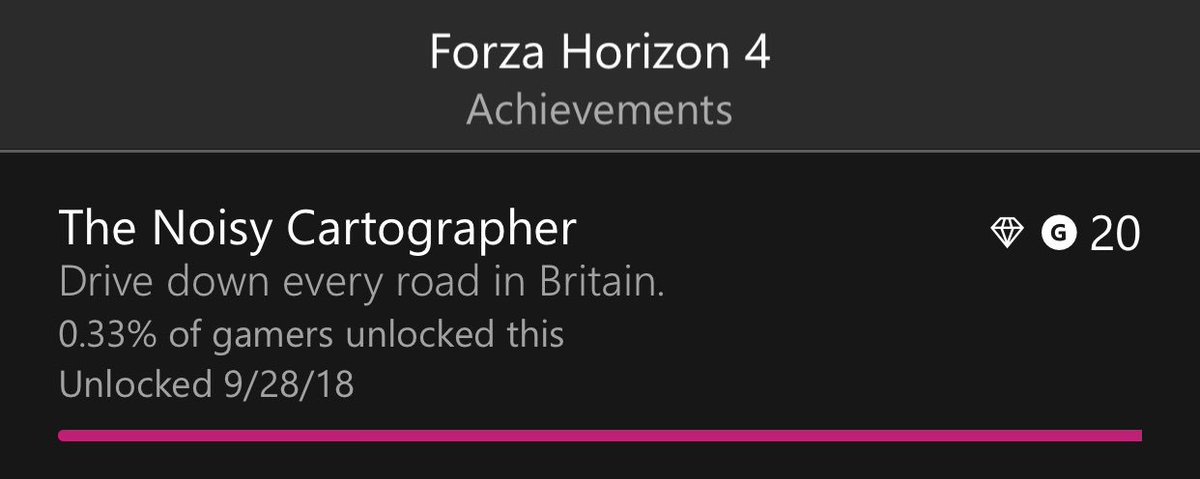 Forza Horizon 4
Achievements
The Noisy Cartographer
G 20
Drive down every road in Britain.
0.33% of gamers unlocked this
Unlocked 9/28/18